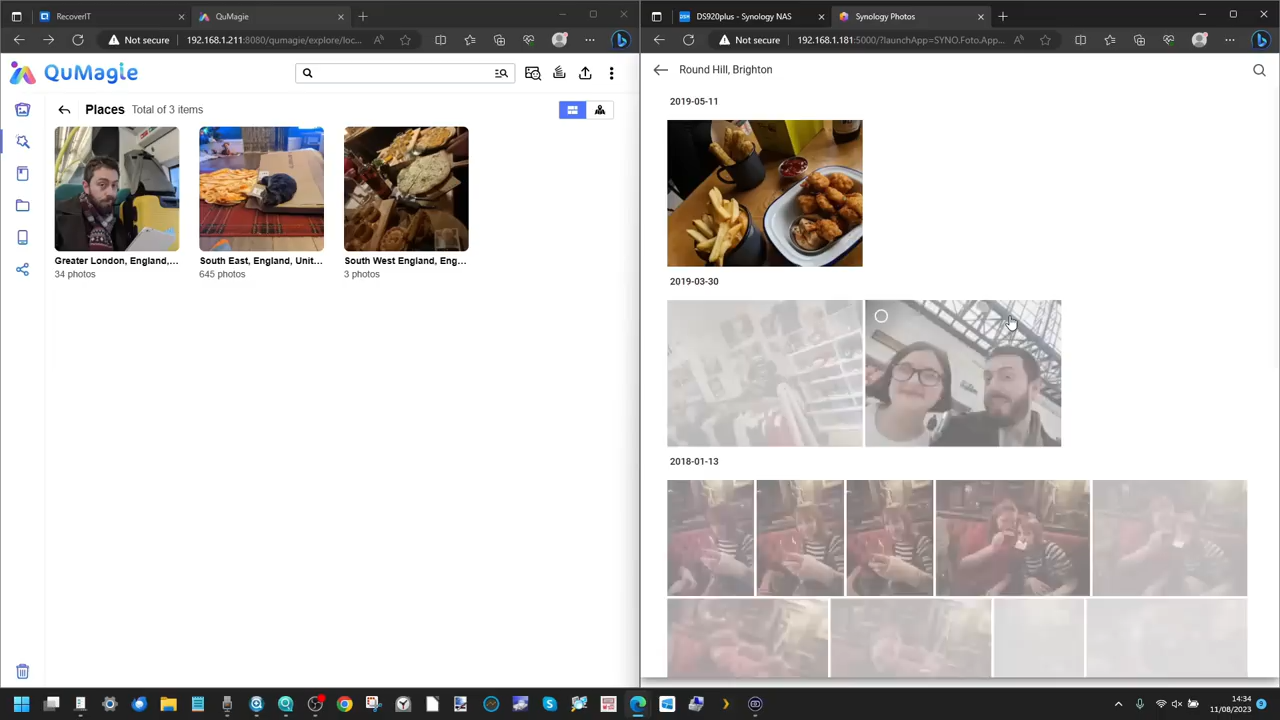 RecoverIT
QuMagie
DS920plus - Synology NAS
Synology Photos
Not secure
192.168.1.211:8080/qumagie/explore/loc...
Not secure
192.168.1.181:5000/?launchApp=SYNO.Foto.App...
QuMagie
Places Total of 3 items
Greater London, England,...
34 photos
South East, England, Unit...
645 photos
South West England, Eng...
3 photos
Round Hill, Brighton
2019-05-11
2019-03-30
2018-01-13
14:34
11/08/2023